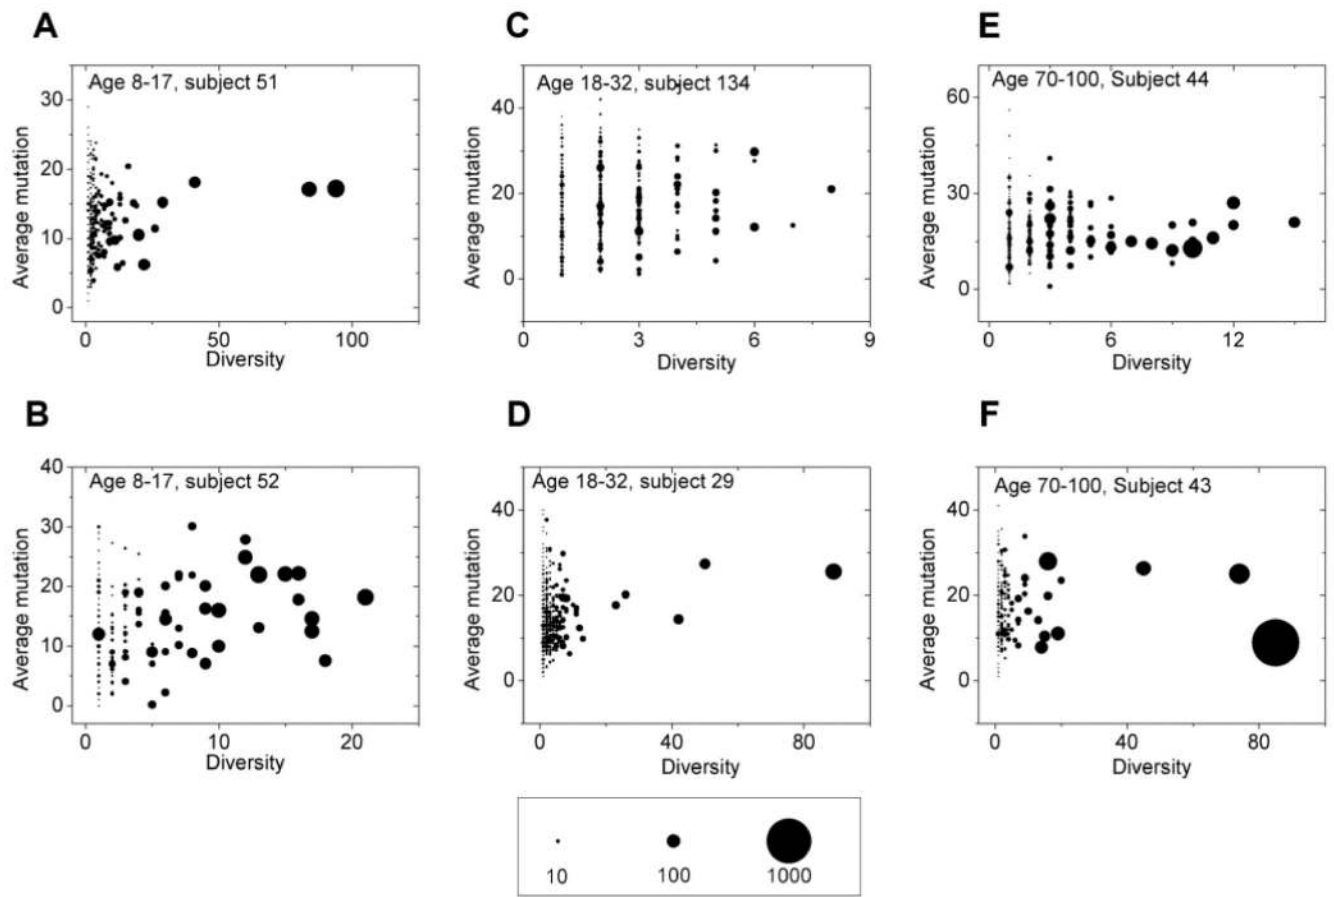 A
Age 8-17, subject 51
Average mutation
30
20
10
0
0
50
100
Diversity
C
Age 18-32, subject 134
Average mutation
40
20
0
0
3
6
9
Diversity
E
Age 70-100, Subject 44
Average mutation
60
30
0
0
6
12
Diversity
B
Age 8-17, subject 52
Average mutation
40
30
20
10
0
0
10
20
Diversity
D
Age 18-32, subject 29
Average mutation
40
20
0
0
40
80
Diversity
F
Age 70-100, Subject 43
Average mutation
40
20
0
0
40
80
Diversity
10
100
1000